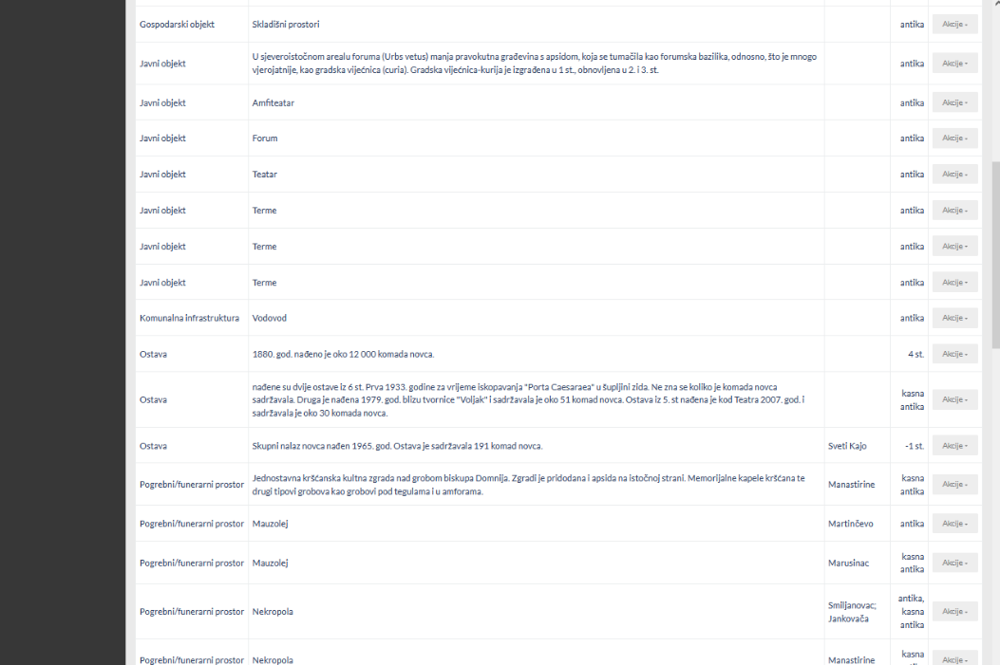 Gospodarski objekt Skladišni prostori antika Akcije
U sjeveroistočnom arealu foruma (Urbs vetus) manja pravokutna građevina s apsidom, koja se tumačila kao forumska bazilika, odnosno, što je mnogo
Javni objekt antika Akcije
vjerojatnije, kao gradska vijećnica (curia). Gradska vijećnica-kurija je izgrađena u 1 st., obnovljena u 2. i 3. st.
Javni objekt Amfiteatar antika Akcije
Javni objekt Forum antika Akcije
Javni objekt Teatar antika Akcije
Javni objekt Terme antika Akcije
Javni objekt Terme antika Akcije
Javni objekt Terme antika Akcije
Komunalna infrastruktura Vodovod antika Akcije
Ostava 1880. god. nađeno je oko 12 000 komada novca. 4 st. Akcije
nađene su dvije ostave iz 6 st. Prva 1933. godine za vrijeme iskopavanja "Porta Caesaraea" u šupljini zida. Ne zna se koliko je komada novca
kasna
Ostava sadržavala. Druga je nađena 1979. god. blizu tvornice "Voljak" i sadržavala je oko 51 komad novca. Ostava iz 5. st nađena je kod Teatra 2007. god. i Akcije
antika
sadržavala je oko 30 komada novaca.
Ostava Skupni nalaz novca nađen 1965. god. Ostava je sadržavala 191 komad novac. Sveti Kajo -1 st. Akcije
Jednostavna kršćanska kultna zgrada nad grobom biskupa Domnija. Zgradi je pridodana i apsida na istočnoj strani. Memorijalne kapele kršćana te kasna
Pogrebni/funerarni prostor Manastirine Akcije
drugi tipovi grobova kao grobovi pod tegulama i u amforama. antika
Pogrebni/funerarni prostor Mauzolej Martinčevo antika Akcije
kasna
Pogrebni/funerarni prostor Mauzolej Marusinac Akcije
antika
antika,
Smiljanovac;
Pogrebni/funerarni prostor Nekropola kasna Akcije
Jankovača
antika
kasna
Pogrebni/funerarni prostor Nekropola Manastirine Akcije